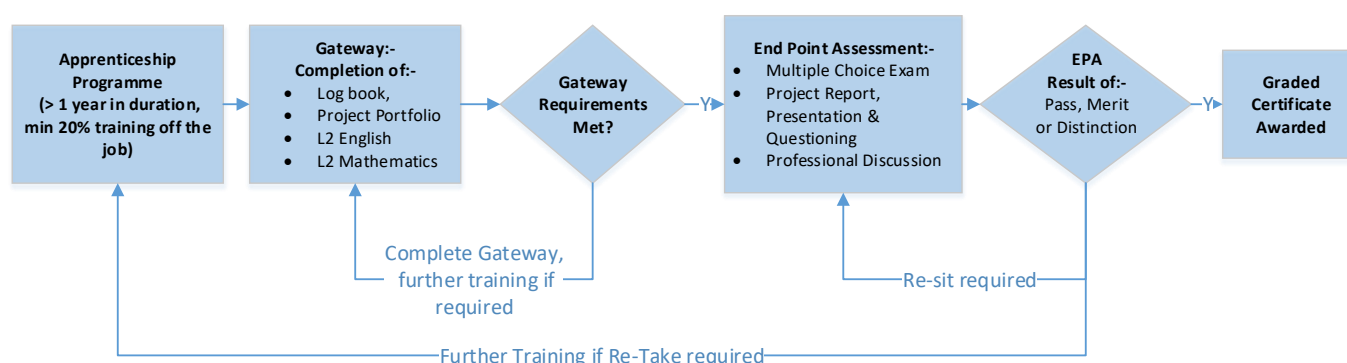 Apprenticeship
Programme
(> 1 year in duration,
min 20% training off the
job)
Gateway:-
Completion of:-
• Log book,
• Project Portfolio
• L2 English
• L2 Mathematics
Gateway
Requirements
Met?
Y
End Point Assessment:-
• Multiple Choice Exam
• Project Report,
Presentation &
Questioning
• Professional Discussion
EPA
Result of:-
Pass, Merit
or Distinction
Y
Graded
Certificate
Awarded
Complete Gateway,
further training if
required
Re-sit required
Further Training if Re-Take required